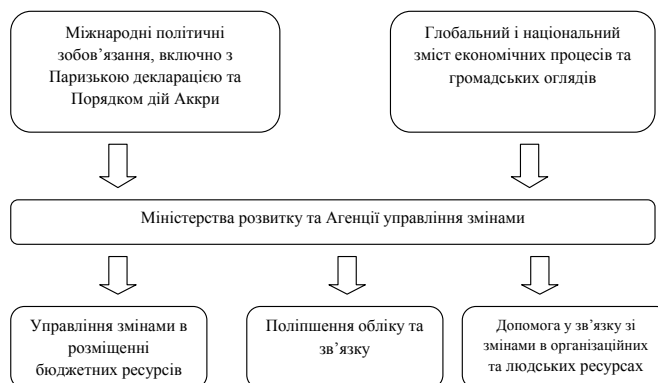 Міжнародні політичні
зобов’язання, включно з
Паризькою декларацією та
Порядком дій Аккри
Глобальний і національний
зміст економічних процесів та
громадських оглядів
Міністерства розвитку та Агенції управління змінами
Управління змінами в
розміщенні
бюджетних ресурсів
Поліпшення обліку та
зв’язку
Допомога у зв’язку зі
змінами в організаційних
та людських ресурсах